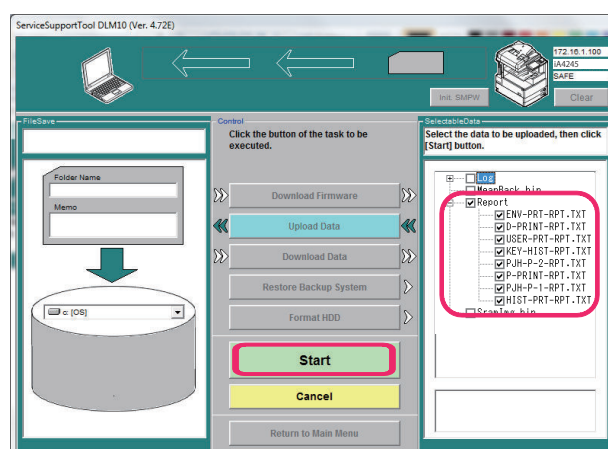 ServiceSupportTool DLM10 (Ver. 4.72E)
172.16.1.100
iA4245
SAFE
Init. SMPW
Clear
FileSave
Folder Name
Memo
c: [OS]
Control
Click the button of the task to be
executed.
Download Firmware
Upload Data
Download Data
Restore Backup System
Format HDD
Start
Cancel
Return to Main Menu
SelectableData
Select the data to be uploaded, then click
[Start] button.
Log
MeapBack.bin
Report
ENV-PRT-RPT.TXT
D-PRINT-RPT.TXT
USER-PRT-RPT.TXT
KEY-HIST-RPT.TXT
PJH-P-2-RPT.TXT
P-PRINT-RPT.TXT
PJH-P-1-RPT.TXT
HIST-PRT-RPT.TXT
SramImg.bin